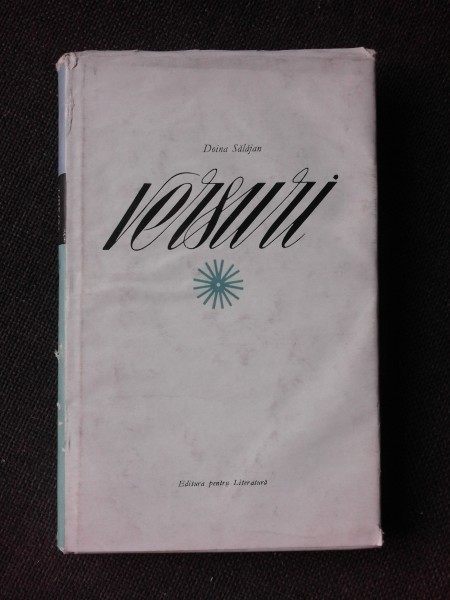 Doina Sălăjan
versuri
Editura pentru Literatură